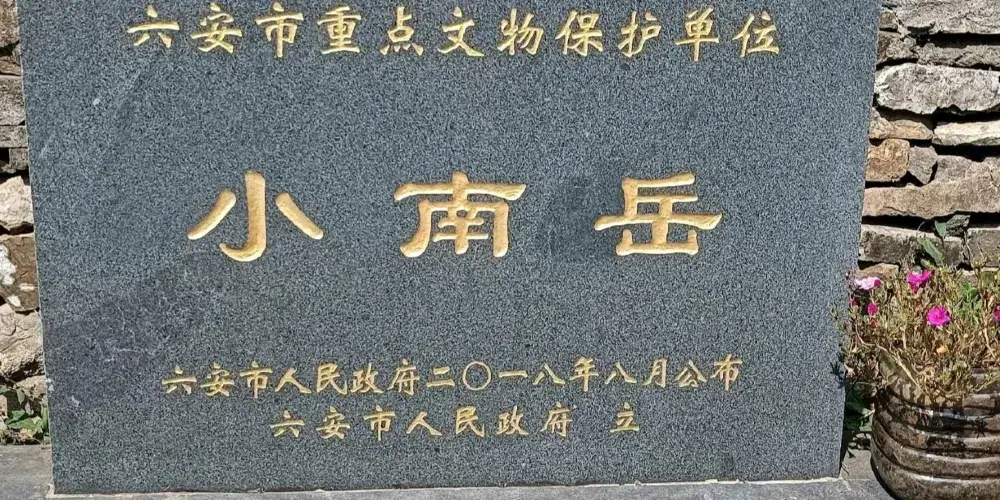 六安市重点文物保护单位
小南岳
六安市人民政府二〇一八年八月公布
六安市人民政府 立